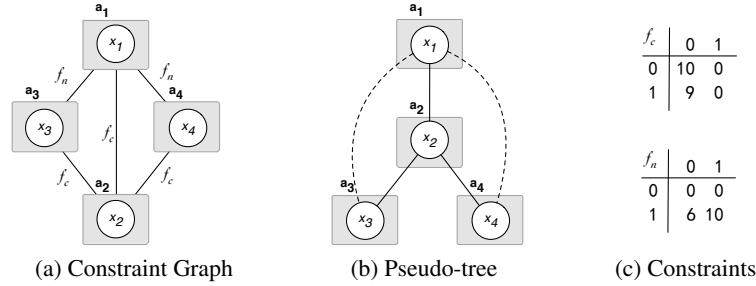 a1
x1
fn
fn
a3
a4
x3
fc
x4
fc
a2
fc
x2
(a) Constraint Graph
a1
x1
a2
x2
a3
a4
x3
x4
(b) Pseudo-tree
fc 0 1
0 10 0
1 9 0
fn 0 1
0 0 0
1 6 10
(c) Constraints